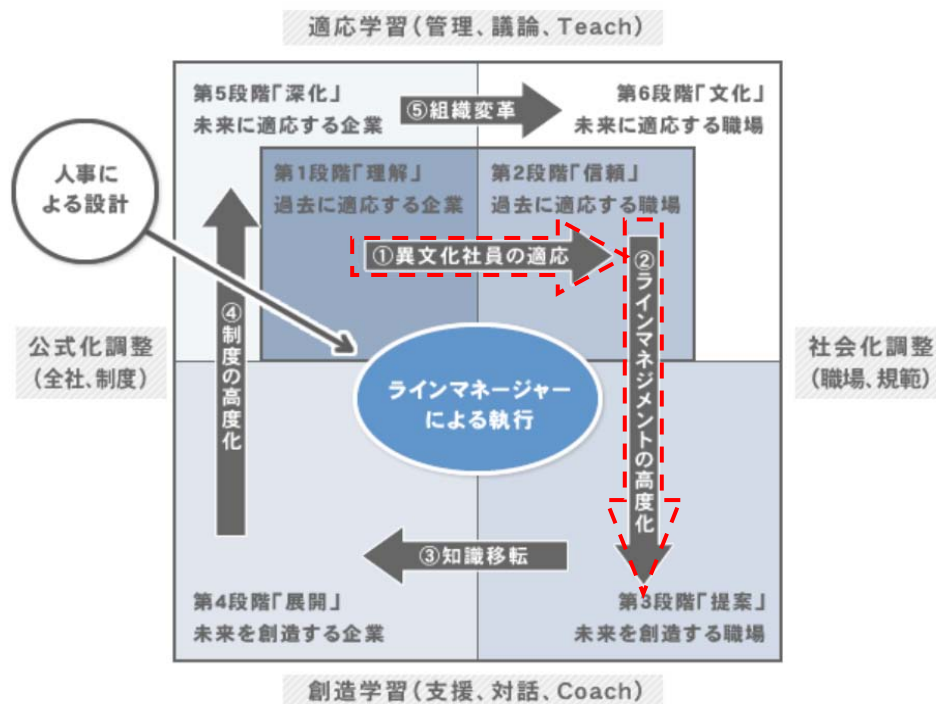 適応学習(管理、議論、Teach)
第5段階「深化」
未来に適応する企業
⑤組織変革
第6段階「文化」
未来に適応する職場
人事に
よる設計
第1段階「理解」
過去に適応する企業
第2段階「信頼」
過去に適応する職場
①異文化社員の適応
②ラインマネジメントの高度化
④制度の高度化
公式化調整
(全社、制度)
社会化調整
(職場、規範)
ラインマネージャー
による執行
③知識移転
第4段階「展開」
未来を創造する企業
第3段階「提案」
未来を創造する職場
創造学習(支援、対話、Coach)